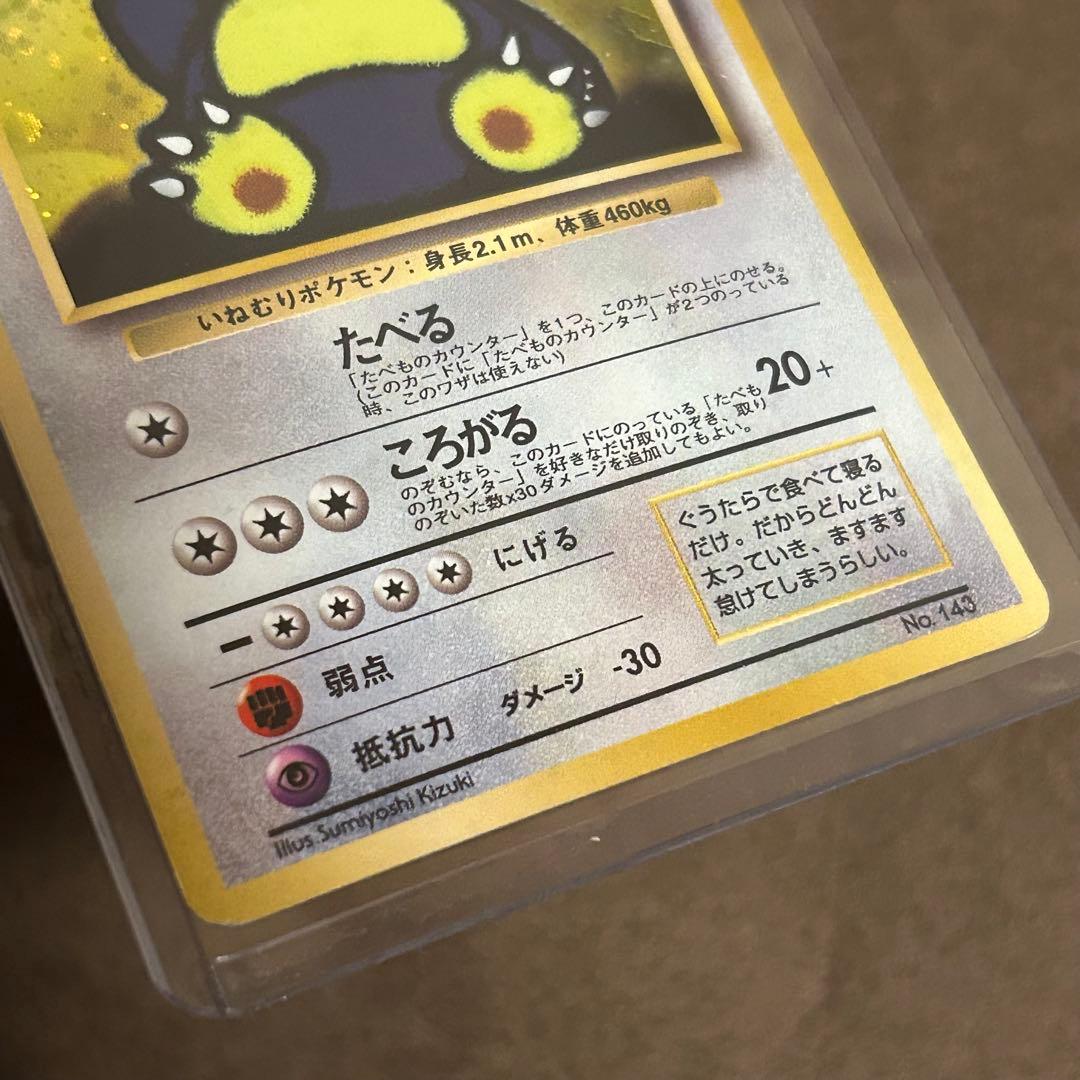 いねむりポケモン：身長2.1m、体重460kg
たべる
「たべものカウンター」を1つ、このカードの上にのせる。
(このカードに「たべものカウンター」が2つのっている
時、このワザは使えない)
ころがる 20+
のぞむなら、このカードにのっている「たべも
のカウンター」を好きなだけ取りのぞき、取り
のぞいた数x30ダメージを追加してもよい。
にげる
ぐうたらで食べて寝る
だけ。だからどんどん
太っていき、ますます
怠けてしまうらしい。
弱点
抵抗力 ダメージ -30
No. 143
Illus. Sumiyoshi Kizuki